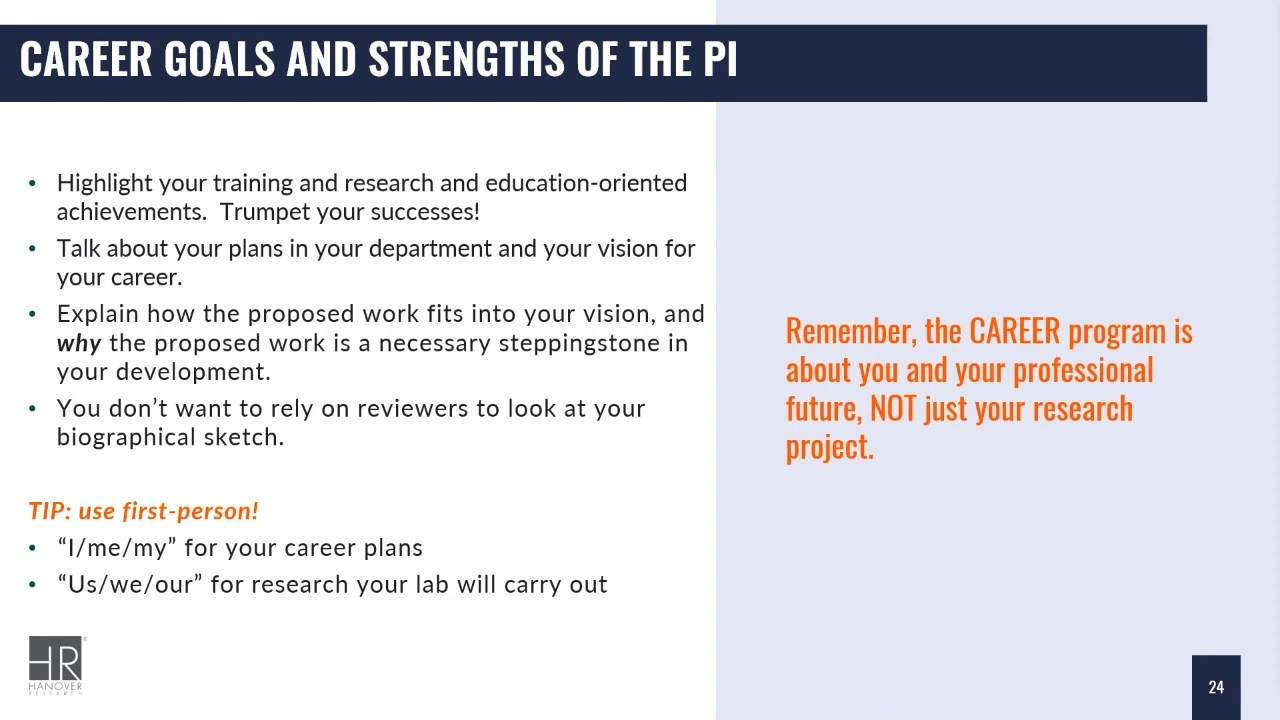 CAREER GOALS AND STRENGTHS OF THE PI
• Highlight your training and research and education-oriented
achievements.  Trumpet your successes!
• Talk about your plans in your department and your vision for
your career.
• Explain how the proposed work fits into your vision, and
why the proposed work is a necessary steppingstone in
your development.
• You don’t want to rely on reviewers to look at your
biographical sketch.
TIP: use first-person!
• “I/me/my” for your career plans
• “Us/we/our” for research your lab will carry out
Remember, the CAREER program is
about you and your professional
future, NOT just your research
project.
HR®
HANOVER
RESEARCH
24